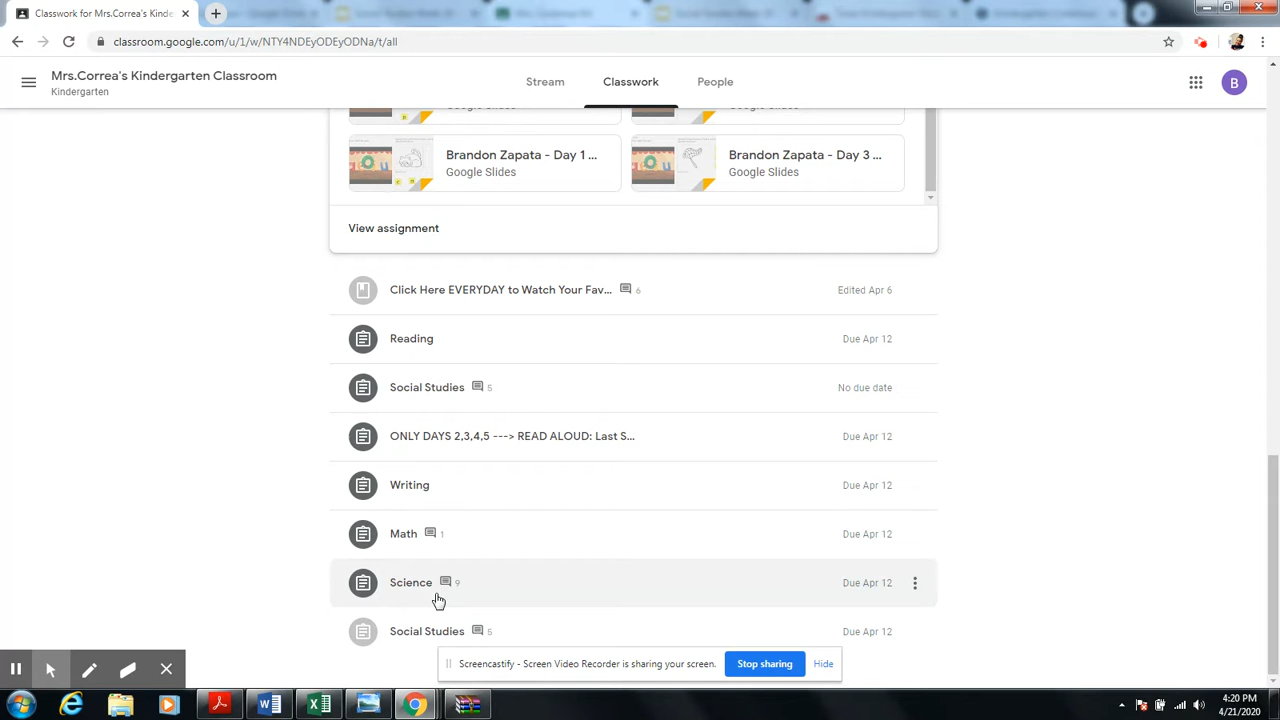 Classwork for Mrs.Correa's Kinder
classroom.google.com/u/1/w/NTY4NDEyODEyODNa/t/all
Mrs.Correa's Kindergarten Classroom
Kindergarten
Stream
Classwork
People
B
Google Slides
Google Slides
Brandon Zapata - Day 1 ...
Google Slides
Brandon Zapata - Day 3 ...
Google Slides
View assignment
Click Here EVERYDAY to Watch Your Fav... 6 Edited Apr 6
Reading Due Apr 12
Social Studies 5 No due date
ONLY DAYS 2,3,4,5 ---> READ ALOUD: Last S... Due Apr 12
Writing Due Apr 12
Math 1 Due Apr 12
Science 9 Due Apr 12
Social Studies 5 Due Apr 12
Screencastify - Screen Video Recorder is sharing your screen. Stop sharing Hide
4:20 PM
4/21/2020